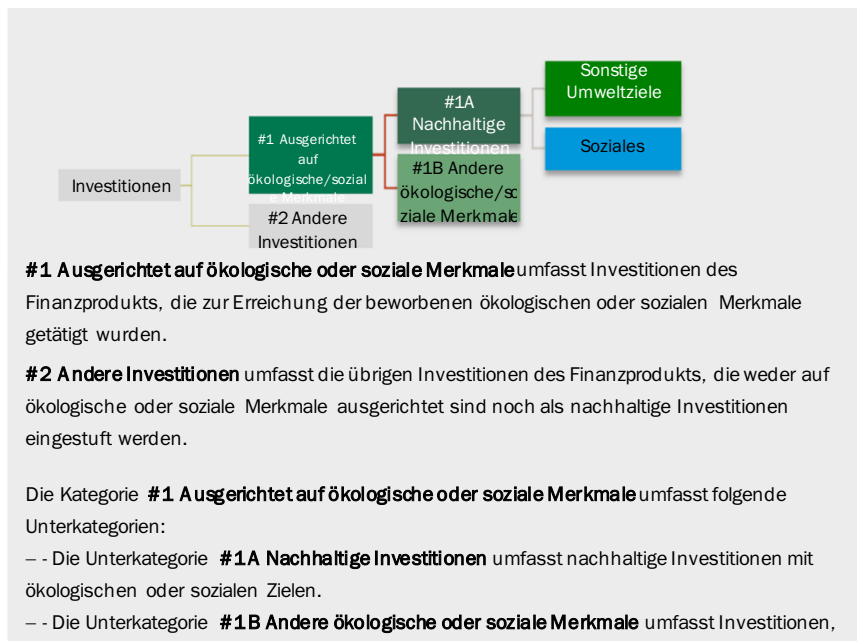 Sonstige
Umweltziele
#1A
Nachhaltige
Investitionen
Soziales
#1 Ausgerichtet
auf
ökologische/sozial
e Merkmale
#1B Andere
ökologische/so
ziale Merkmale
Investitionen
#2 Andere
Investitionen
#1 Ausgerichtet auf ökologische oder soziale Merkmale umfasst Investitionen des
Finanzprodukts, die zur Erreichung der beworbenen ökologischen oder sozialen Merkmale
getätigt wurden.
#2 Andere Investitionen umfasst die übrigen Investitionen des Finanzprodukts, die weder auf
ökologische oder soziale Merkmale ausgerichtet sind noch als nachhaltige Investitionen
eingestuft werden.
Die Kategorie #1 Ausgerichtet auf ökologische oder soziale Merkmale umfasst folgende
Unterkategorien:
– - Die Unterkategorie #1A Nachhaltige Investitionen umfasst nachhaltige Investitionen mit
ökologischen oder sozialen Zielen.
– - Die Unterkategorie #1B Andere ökologische oder soziale Merkmale umfasst Investitionen,